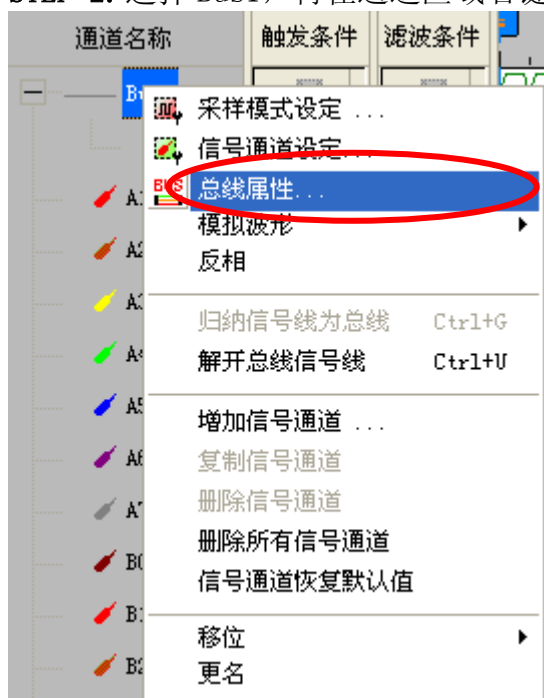 通道名称 触发条件 滤波条件
采样模式设定 ...
信号通道设定...
BUS 总线属性...
模拟波形
A2 反相
归纳信号线为总线 Ctrl+G
解开总线信号线 Ctrl+U
增加信号通道 ...
复制信号通道
删除信号通道
删除所有信号通道
B0
信号通道恢复默认值
移位
B2 更名